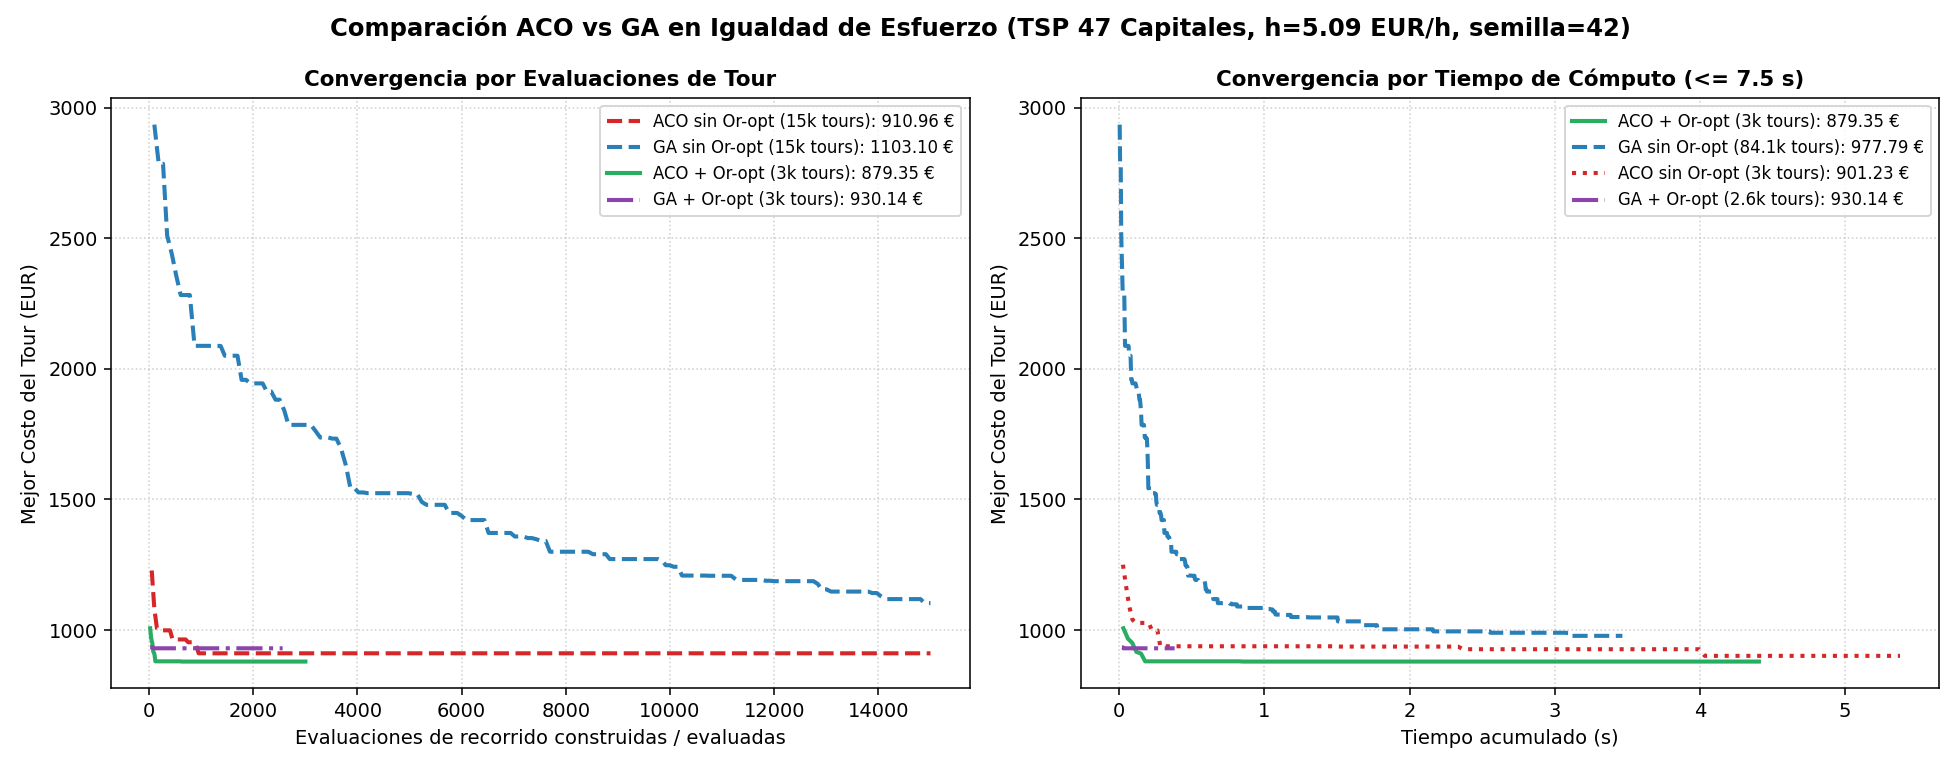 Comparación ACO vs GA en Igualdad de Esfuerzo (TSP 47 Capitales, h=5.09 EUR/h, semilla=42)
Convergencia por Evaluaciones de Tour
Mejor Costo del Tour (EUR)
3000
2500
2000
1500
1000
ACO sin Or-opt (15k tours): 910.96 €
GA sin Or-opt (15k tours): 1103.10 €
ACO + Or-opt (3k tours): 879.35 €
GA + Or-opt (3k tours): 930.14 €
0 2000 4000 6000 8000 10000 12000 14000
Evaluaciones de recorrido construidas / evaluadas
Convergencia por Tiempo de Cómputo (<= 7.5 s)
Mejor Costo del Tour (EUR)
3000
2500
2000
1500
1000
ACO + Or-opt (3k tours): 879.35 €
GA sin Or-opt (84.1k tours): 977.79 €
ACO sin Or-opt (3k tours): 901.23 €
GA + Or-opt (2.6k tours): 930.14 €
0 1 2 3 4 5
Tiempo acumulado (s)